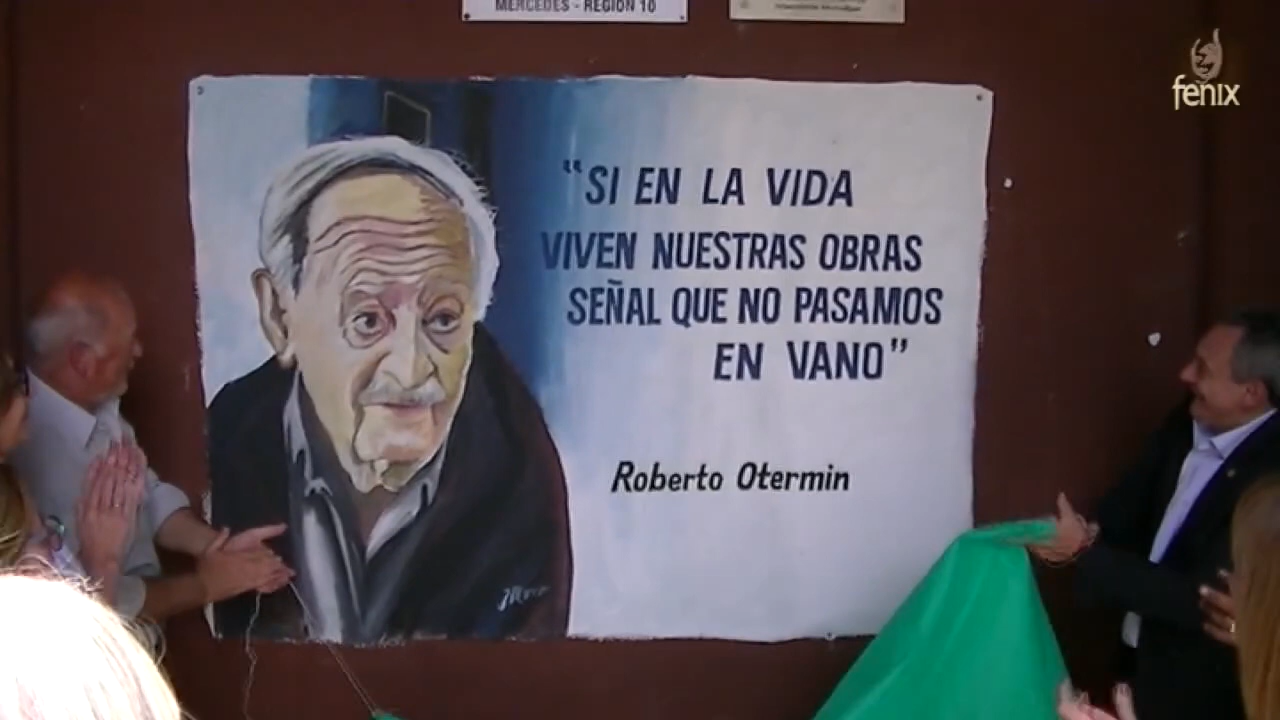 MERCEDES - REGIÓN 10
fenix
"SI EN LA VIDA
VIVEN NUESTRAS OBRAS
SEÑAL QUE NO PASAMOS
EN VANO"
Roberto Otermin